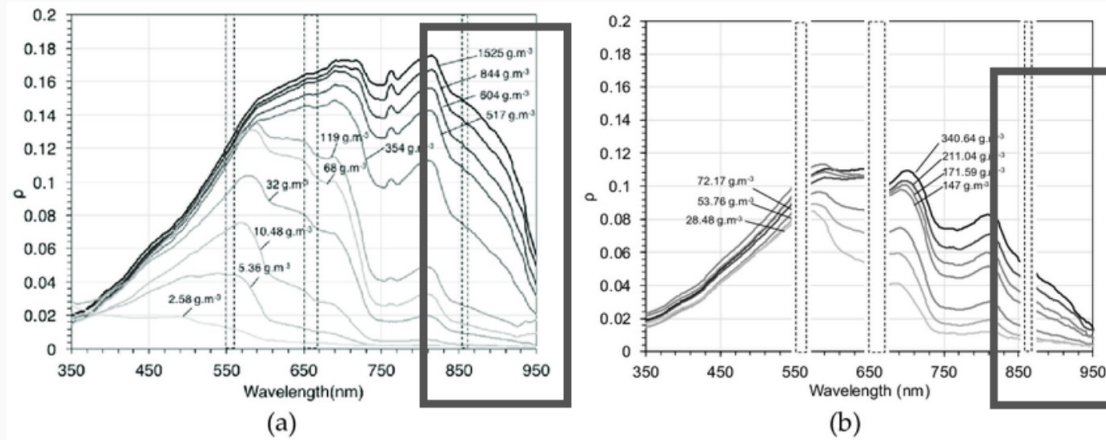 0.2
0.18
0.16
0.14
0.12
0.1
0.08
0.06
0.04
0.02
0
ρ
1525 g.m-3
844 g.m-3
604 g.m-3
517 g.m-3
119 g.m-3
354 g.m-3
68 g.m-3
32 g.m-3
10.48 g.m-3
5.36 g.m-3
2.58 g.m-3
350 450 550 650 750 850 950
Wavelength(nm)
(a)
0.2
0.18
0.16
0.14
0.12
0.1
0.08
0.06
0.04
0.02
0
ρ
340.64 g.m-3
211.04 g.m-3
171.59 g.m-3
147 g.m-3
72.17 g.m-3
53.76 g.m-3
28.48 g.m-3
350 450 550 650 750 850 950
Wavelength (nm)
(b)